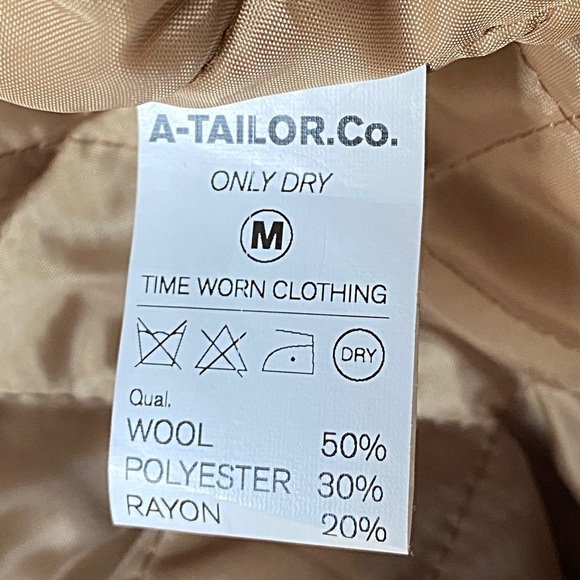 A-TAILOR.Co.
ONLY DRY
M
TIME WORN CLOTHING
DRY
Qual.
WOOL 50%
POLYESTER 30%
RAYON 20%